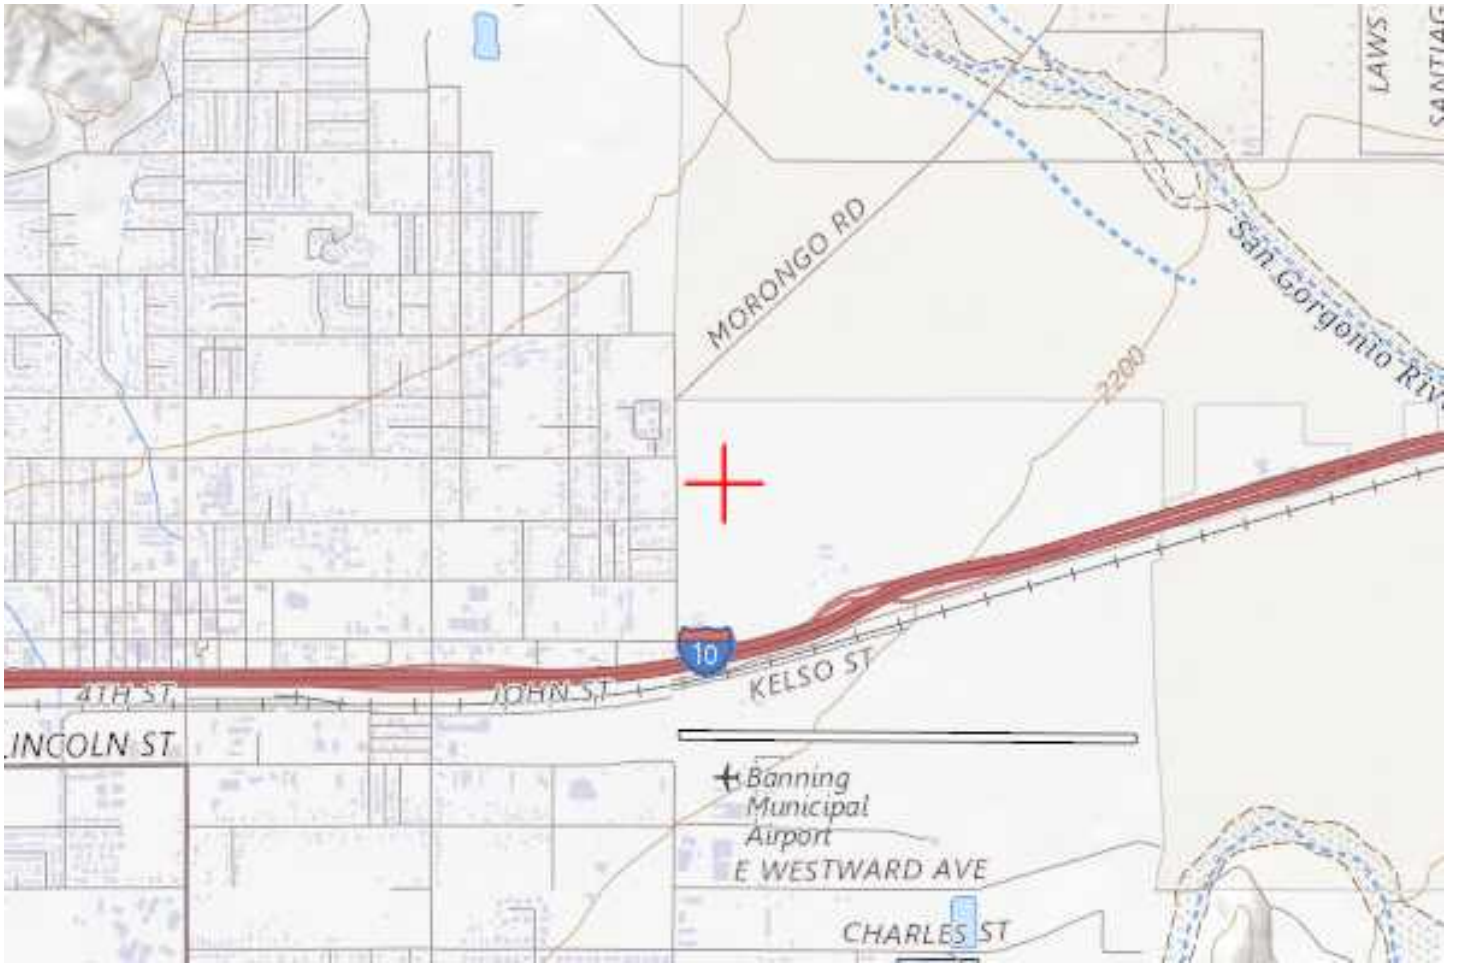 LAWS
MORONGO RD
San Gorgonio
2200
10
4TH ST
JOHN ST
KELSO ST
LINCOLN ST
Banning
Municipal
Airport
E WESTWARD AVE
CHARLES ST